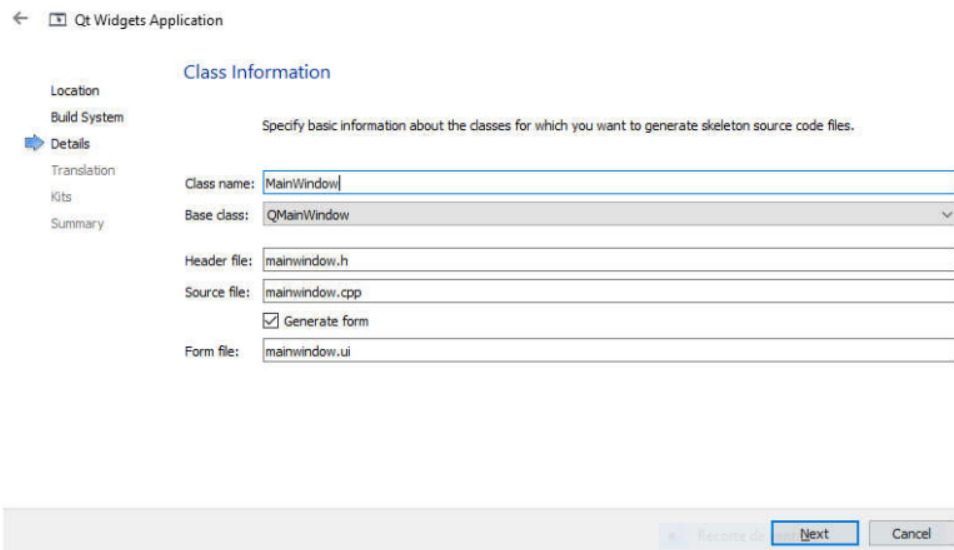 Qt Widgets Application
Class Information
Location
Build System
Details
Translation
Kits
Summary
Specify basic information about the classes for which you want to generate skeleton source code files.
Class name: MainWindow
Base class: QMainWindow
Header file: mainwindow.h
Source file: mainwindow.cpp
Generate form
Form file: mainwindow.ui
Next
Cancel